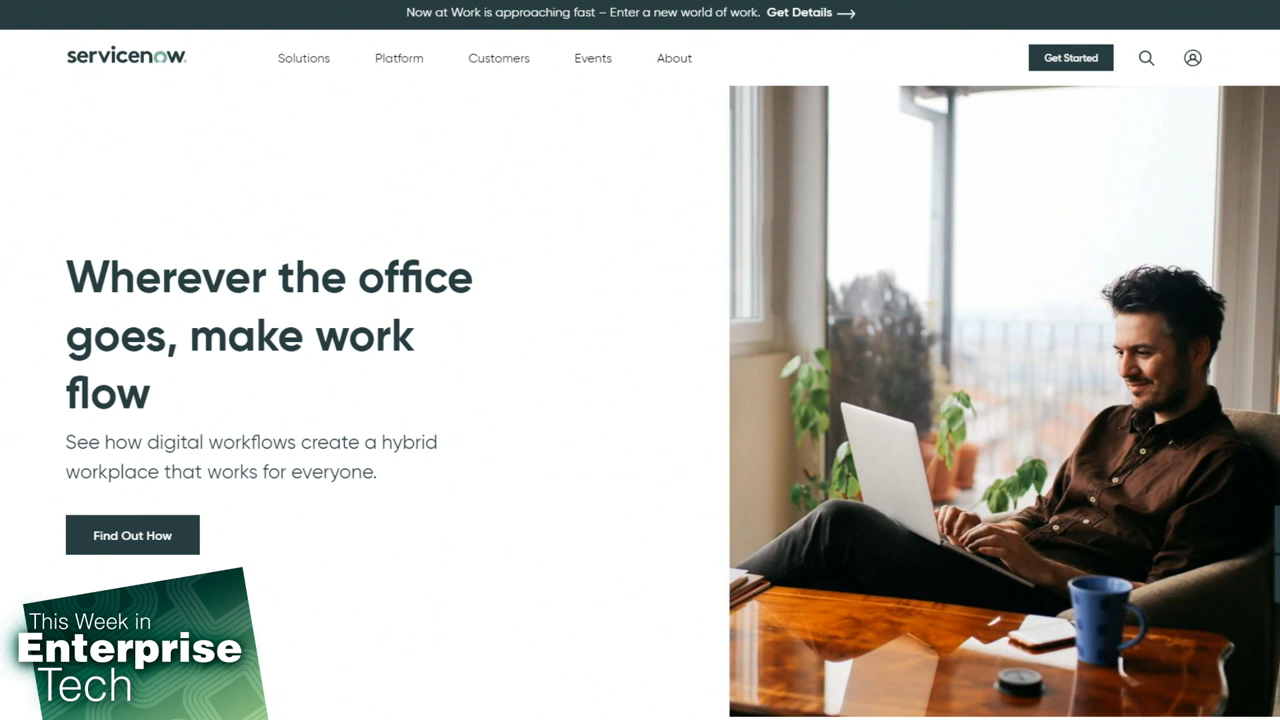 Now at Work is approaching fast – Enter a new world of work. Get Details
servicenow
Solutions Platform Customers Events About Get Started
Wherever the office
goes, make work
flow
See how digital workflows create a hybrid
workplace that works for everyone.
Find Out How
This Week in
Enterprise
Tech